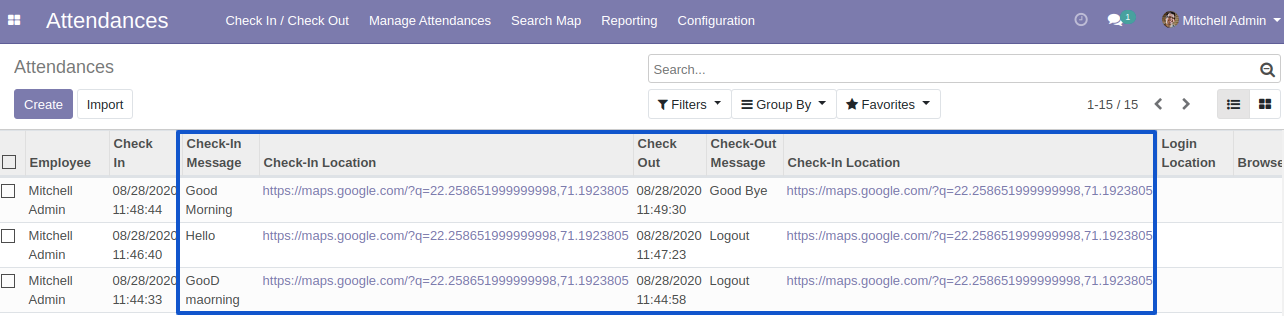 Attendances Check In / Check Out Manage Attendances Search Map Reporting Configuration 1 Mitchell Admin
Attendances
Search...
Create Import Filters Group By Favorites 1-15 / 15
Check Check-In Check Check-Out Login
Employee In Message Check-In Location Out Message Check-In Location Location Browse
Mitchell 08/28/2020 Good https://maps.google.com/?q=22.258651999999998,71.1923805 08/28/2020 Good Bye https://maps.google.com/?q=22.258651999999998,71.1923805
Admin 11:48:44 Morning 11:49:30
Mitchell 08/28/2020 Hello https://maps.google.com/?q=22.258651999999998,71.1923805 08/28/2020 Logout https://maps.google.com/?q=22.258651999999998,71.1923805
Admin 11:46:40 11:47:23
Mitchell 08/28/2020 GooD https://maps.google.com/?q=22.258651999999998,71.1923805 08/28/2020 Logout https://maps.google.com/?q=22.258651999999998,71.1923805
Admin 11:44:33 maorning 11:44:58